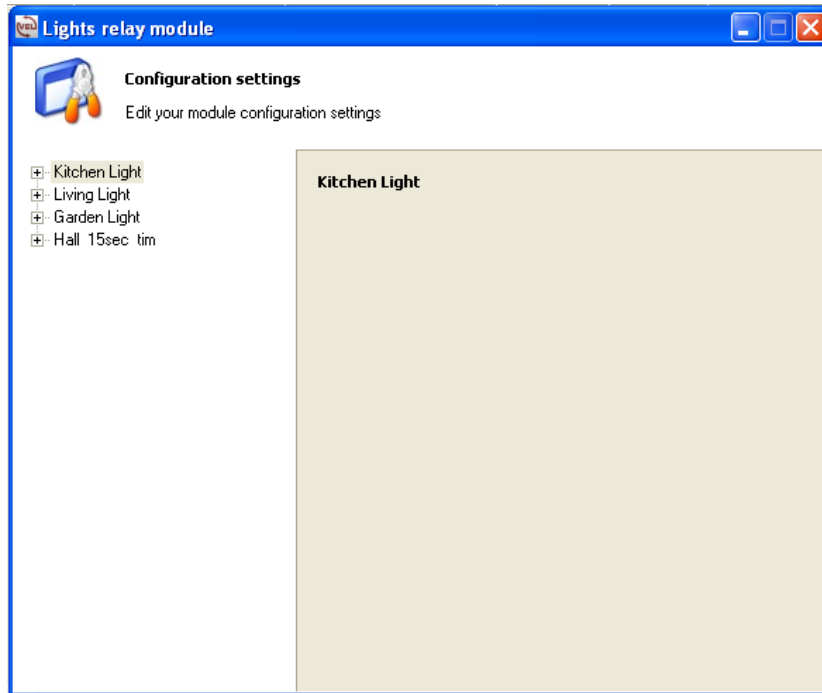 VEL Lights relay module
Configuration settings
Edit your module configuration settings
Kitchen Light
Living Light
Garden Light
Hall 15sec tim
Kitchen Light